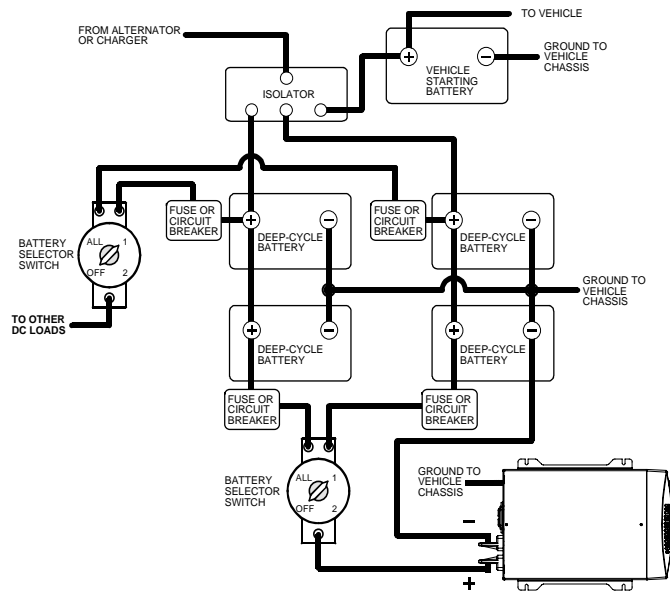 TO VEHICLE
FROM ALTERNATOR
OR CHARGER
+
−
GROUND TO
VEHICLE
CHASSIS
VEHICLE
STARTING
BATTERY
ISOLATOR
FUSE OR
CIRCUIT
BREAKER
+
−
DEEP-CYCLE
BATTERY
FUSE OR
CIRCUIT
BREAKER
+
−
DEEP-CYCLE
BATTERY
BATTERY
SELECTOR
SWITCH
ALL 1
OFF 2
TO OTHER
DC LOADS
GROUND TO
VEHICLE
CHASSIS
+
−
DEEP-CYCLE
BATTERY
+
−
DEEP-CYCLE
BATTERY
FUSE OR
CIRCUIT
BREAKER
FUSE OR
CIRCUIT
BREAKER
BATTERY
SELECTOR
SWITCH
ALL 1
OFF 2
GROUND TO
VEHICLE
CHASSIS
−
+